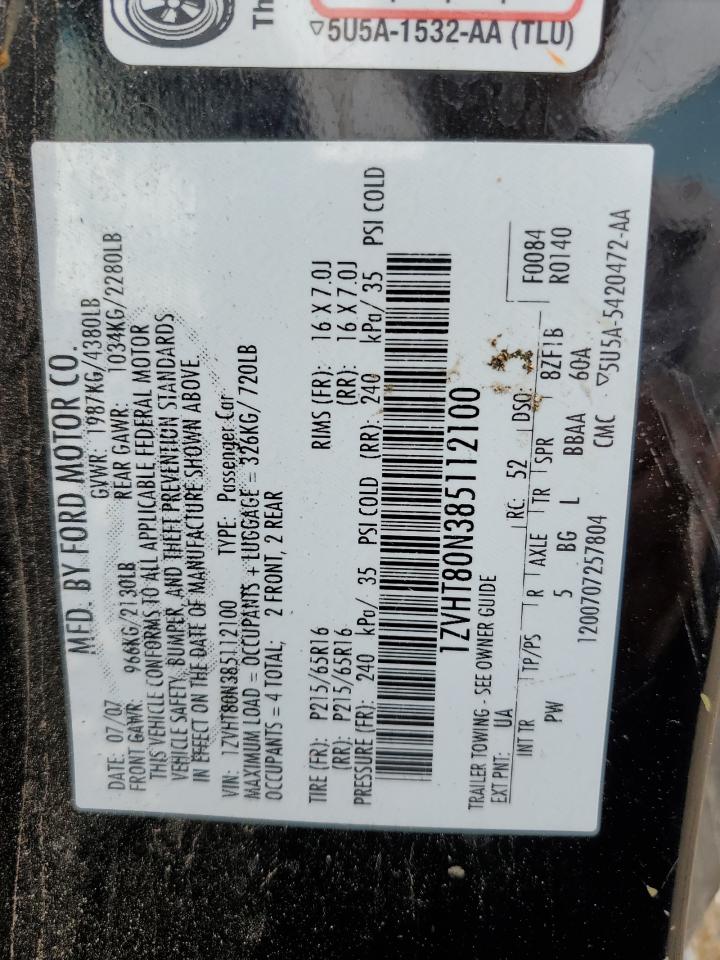 Th
▽5U5A-1532-AA (TLU)
MFD. BY FORD MOTOR CO.
DATE: 07/07 GVWR: 1987KG/4380LB
FRONT GAWR: 966KG/2130LB REAR GAWR: 1034KG/2280LB
THIS VEHICLE CONFORMS TO ALL APPLICABLE FEDERAL MOTOR
VEHICLE SAFETY, BUMPER, AND THEFT PREVENTION STANDARDS
IN EFFECT ON THE DATE OF MANUFACTURE SHOWN ABOVE.
VIN: 1ZVHT80N385112100 TYPE: Passenger Car
MAXIMUM LOAD = OCCUPANTS + LUGGAGE = 326KG/ 720LB
OCCUPANTS = 4 TOTAL; 2 FRONT, 2 REAR
TIRE (FR): P215/65R16 RIMS (FR): 16 X 7.0J
(RR): P215/65R16 (RR): 16 X 7.0J
PRESSURE (FR): 240 kPa/ 35 PSI COLD (RR): 240 kPa/ 35 PSI COLD
1ZVHT80N385112100
TRAILER TOWING - SEE OWNER GUIDE
EXT PNT: UA RC: 52 DSO:
INT TR TP/PS R AXLE TR SPR F0084
PW 5 BG L BBAA 8ZF1B R0140
60A
1200707257804 CMC ▽5U5A-5420472-AA